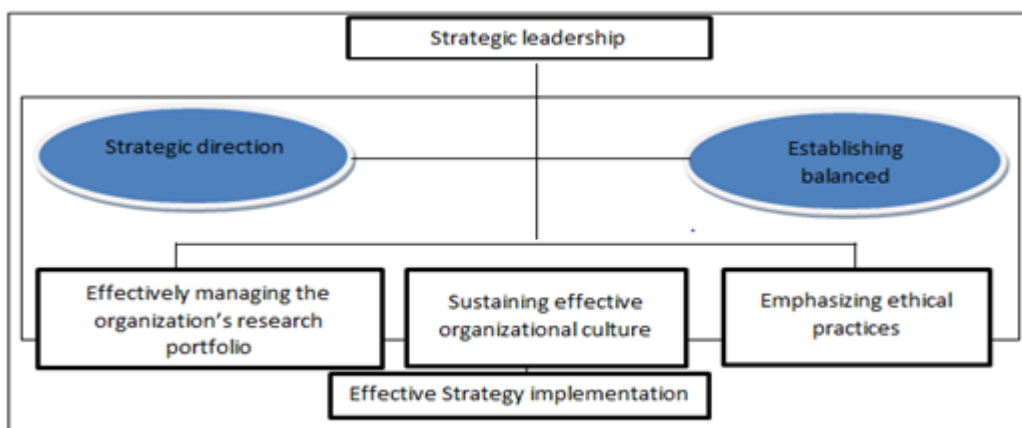 Strategic leadership
Strategic direction
Establishing
balanced
Effectively managing the
organization's research
portfolio
Sustaining effective
organizational culture
Emphasizing ethical
practices
Effective Strategy implementation